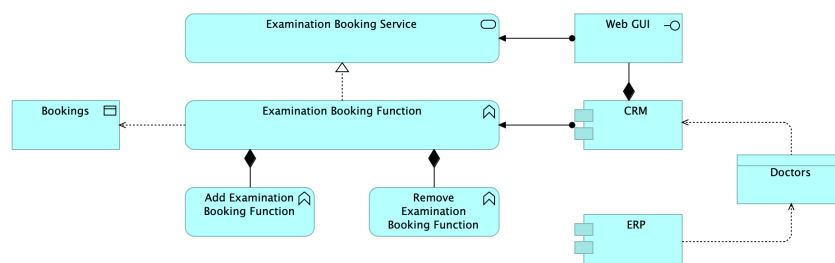 Examination Booking Service
Web GUI
Bookings
Examination Booking Function
CRM
Doctors
Add Examination
Booking Function
Remove
Examination
Booking Function
ERP